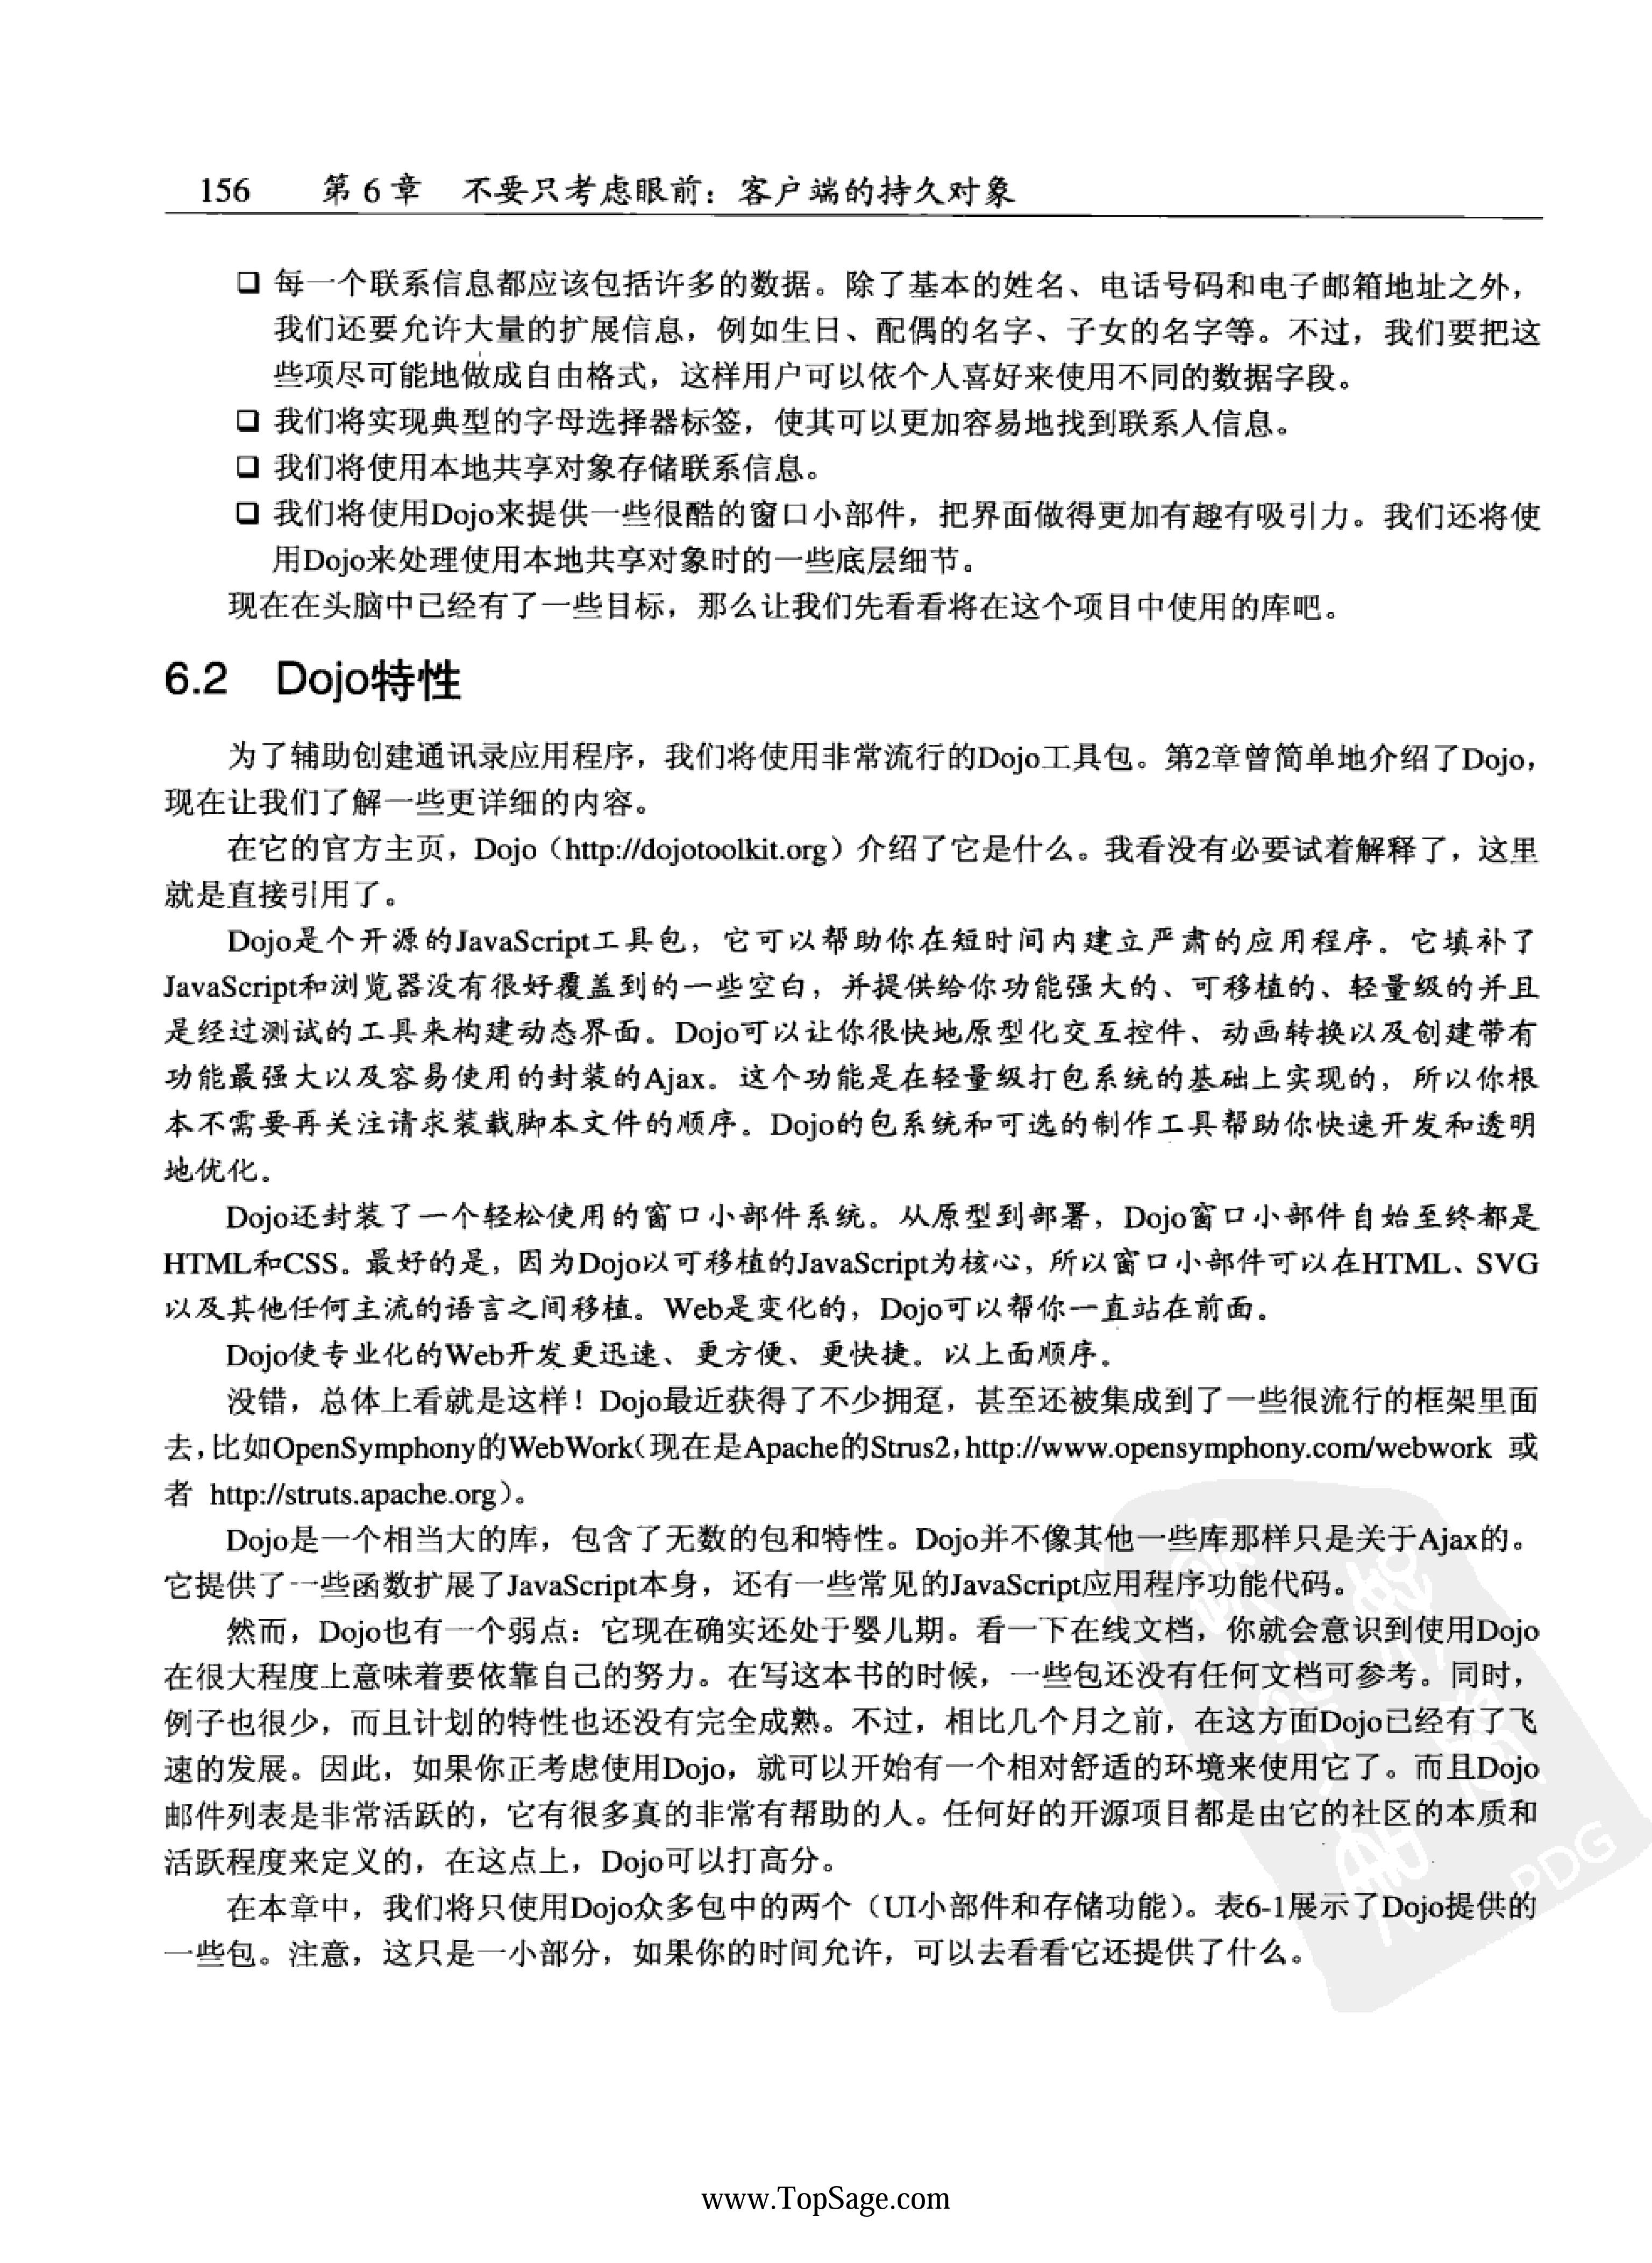 156 第 6 章 不要只考虑眼前：客户端的持久对象
❑ 每一个联系信息都应该包括许多的数据。除了基本的姓名、电话号码和电子邮箱地址之外，
我们还要允许大量的扩展信息，例如生日、配偶的名字、子女的名字等。不过，我们要把这
些项尽可能地做成自由格式，这样用户可以依个人喜好来使用不同的数据字段。
❑ 我们将实现典型的字母选择器标签，使其可以更加容易地找到联系人信息。
❑ 我们将使用本地共享对象存储联系信息。
❑ 我们将使用Dojo来提供一些很酷的窗口小部件，把界面做得更加有趣有吸引力。我们还将使
用Dojo来处理使用本地共享对象时的一些底层细节。
现在在头脑中已经有了一些目标，那么让我们先看看将在这个项目中使用的库吧。
6.2 Dojo特性
为了辅助创建通讯录应用程序，我们将使用非常流行的Dojo工具包。第2章曾简单地介绍了Dojo，
现在让我们了解一些更详细的内容。
在它的官方主页，Dojo（http://dojotoolkit.org）介绍了它是什么。我看没有必要试着解释了，这里
就是直接引用了。
Dojo是个开源的JavaScript工具包，它可以帮助你在短时间内建立严肃的应用程序。它填补了
JavaScript和浏览器没有很好覆盖到的一些空白，并提供给你功能强大的、可移植的、轻量级的并且
是经过测试的工具来构建动态界面。Dojo可以让你很快地原型化交互控件、动画转换以及创建带有
功能最强大以及容易使用的封装的Ajax。这个功能是在轻量级打包系统的基础上实现的，所以你根
本不需要再关注请求装载脚本文件的顺序。Dojo的包系统和可选的制作工具帮助你快速开发和透明
地优化。
Dojo还封装了一个轻松使用的窗口小部件系统。从原型到部署，Dojo窗口小部件自始至终都是
HTML和CSS。最好的是，因为Dojo以可移植的JavaScript为核心，所以窗口小部件可以在HTML、SVG
以及其他任何主流的语言之间移植。Web是变化的，Dojo可以帮你一直站在前面。
Dojo使专业化的Web开发更迅速、更方便、更快捷。以上面顺序。
没错，总体上看就是这样！Dojo最近获得了不少拥趸，甚至还被集成到了一些很流行的框架里面
去，比如OpenSymphony的WebWork（现在是Apache的Strus2，http://www.opensymphony.com/webwork 或
者 http://struts.apache.org）。
Dojo是一个相当大的库，包含了无数的包和特性。Dojo并不像其他一些库那样只是关于Ajax的。
它提供了一些函数扩展了JavaScript本身，还有一些常见的JavaScript应用程序功能代码。
然而，Dojo也有一个弱点：它现在确实还处于婴儿期。看一下在线文档，你就会意识到使用Dojo
在很大程度上意味着要依靠自己的努力。在写这本书的时候，一些包还没有任何文档可参考。同时，
例子也很少，而且计划的特性也还没有完全成熟。不过，相比几个月之前，在这方面Dojo已经有了飞
速的发展。因此，如果你正考虑使用Dojo，就可以开始有一个相对舒适的环境来使用它了。而且Dojo
邮件列表是非常活跃的，它有很多真的非常有帮助的人。任何好的开源项目都是由它的社区的本质和
活跃程度来定义的，在这点上，Dojo可以打高分。
在本章中，我们将只使用Dojo众多包中的两个（UI小部件和存储功能）。表6-1展示了Dojo提供的
一些包。注意，这只是一小部分，如果你的时间允许，可以去看看它还提供了什么。
PDG
www.TopSage.com